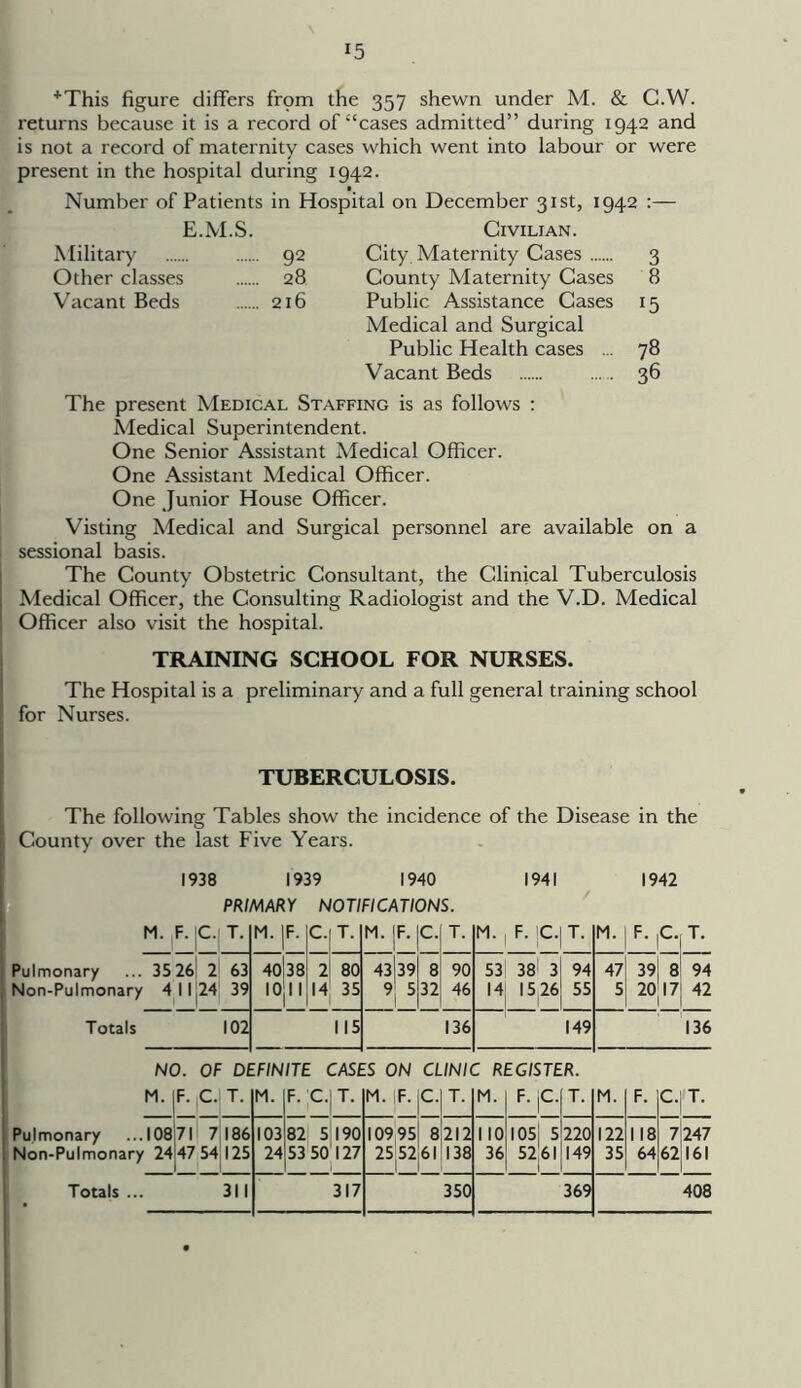 15
+This figure differs from the 357 shewn under M. & C.W.
returns because it is a record of "cases admitted" during 1942 and
is not a record of maternity cases which went into labour or were
present in the hospital during 1942.
Number of Patients in Hospital on December 31st, 1942 :—
E.M.S. Civilian.
Military ...... ...... 92 City Maternity Cases ...... 3
Other classes ...... 28 County Maternity Cases 8
Vacant Beds ...... 216 Public Assistance Cases 15
Medical and Surgical
Public Health cases ... 78
Vacant Beds ...... ...... 36
The present Medical Staffing is as follows :
Medical Superintendent.
One Senior Assistant Medical Officer.
One Assistant Medical Officer.
One Junior House Officer.
Visting Medical and Surgical personnel are available on a
sessional basis.
The County Obstetric Consultant, the Clinical Tuberculosis
Medical Officer, the Consulting Radiologist and the V.D. Medical
Officer also visit the hospital.
TRAINING SCHOOL FOR NURSES.
The Hospital is a preliminary and a full general training school
for Nurses.
TUBERCULOSIS.
The following Tables show the incidence of the Disease in the
County over the last Five Years.
1938 1939 1940 1941 1942
PRIMARY NOTIFICATIONS.
M. F. C. T. M. F. C. T. M. F. C. T. M. F. C. T. M. F. C. T.
Pulmonary ... 35 26 2 63 40 38 2 80 43 39 8 90 53 38 3 94 47 39 8 94
Non-Pulmonary 4 11 24 39 10 11 14 35 9 5 32 46 14 15 26 55 5 20 17 42
Totals 102 115 136 149 136
NO. OF DEFINITE CASES ON CLINIC REGISTER.
M. F. C. T. M. F. C. T. M. F. C. T. M. F. C. T. M. F. C. T.
Pulmonary ... 108 71 7 186 103 82 5 190 109 95 8 212 110 105 5 220 122 118 7 247
Non-Pulmonary 24 47 54 125 24 53 50 127 25 52 61 138 36 52 61 149 35 64 62 161
Totals ... 311 317 350 369 408